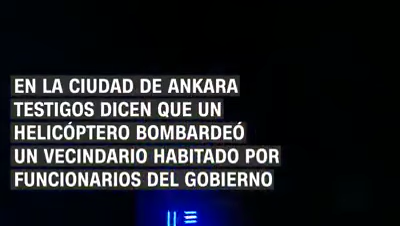 EN LA CIUDAD DE ANKARA
TESTIGOS DICEN QUE UN
HELICÓPTERO BOMBARDEÓ
UN VECINDARIO HABITADO POR
FUNCIONARIOS DEL GOBIERNO